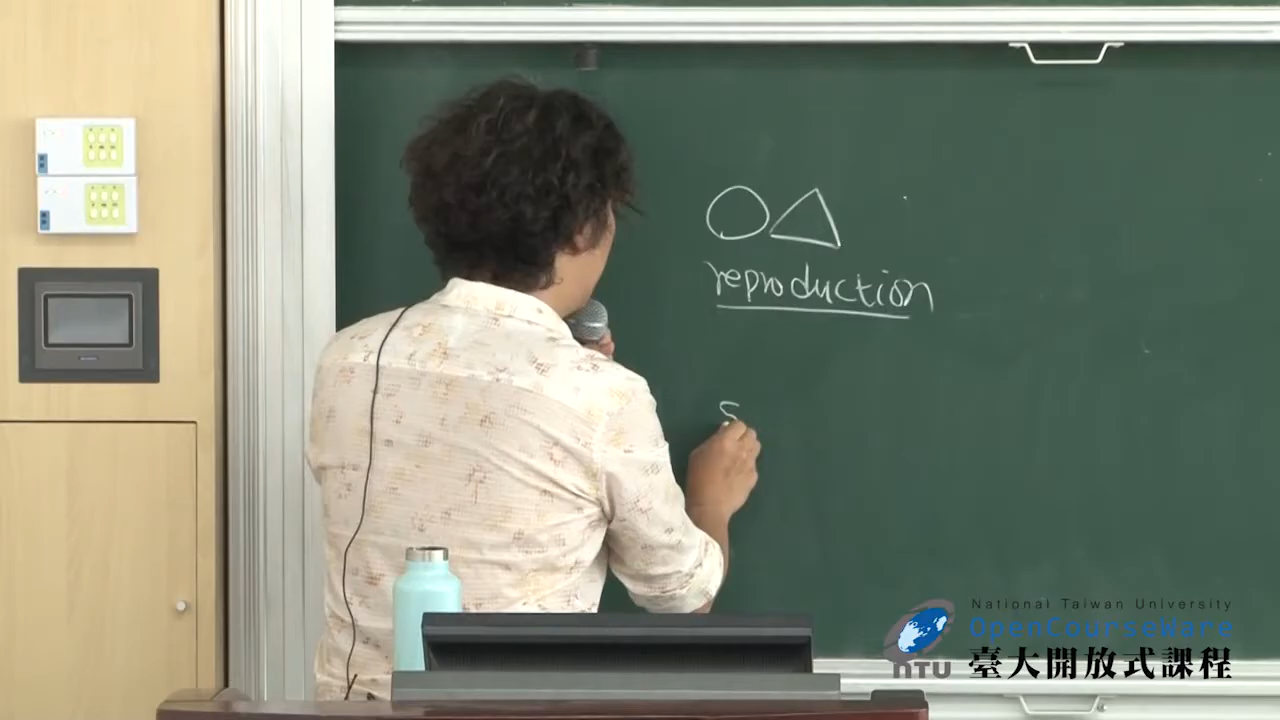 reproduction
s
National Taiwan University
OpenCourseWare
NTU
臺大開放式課程